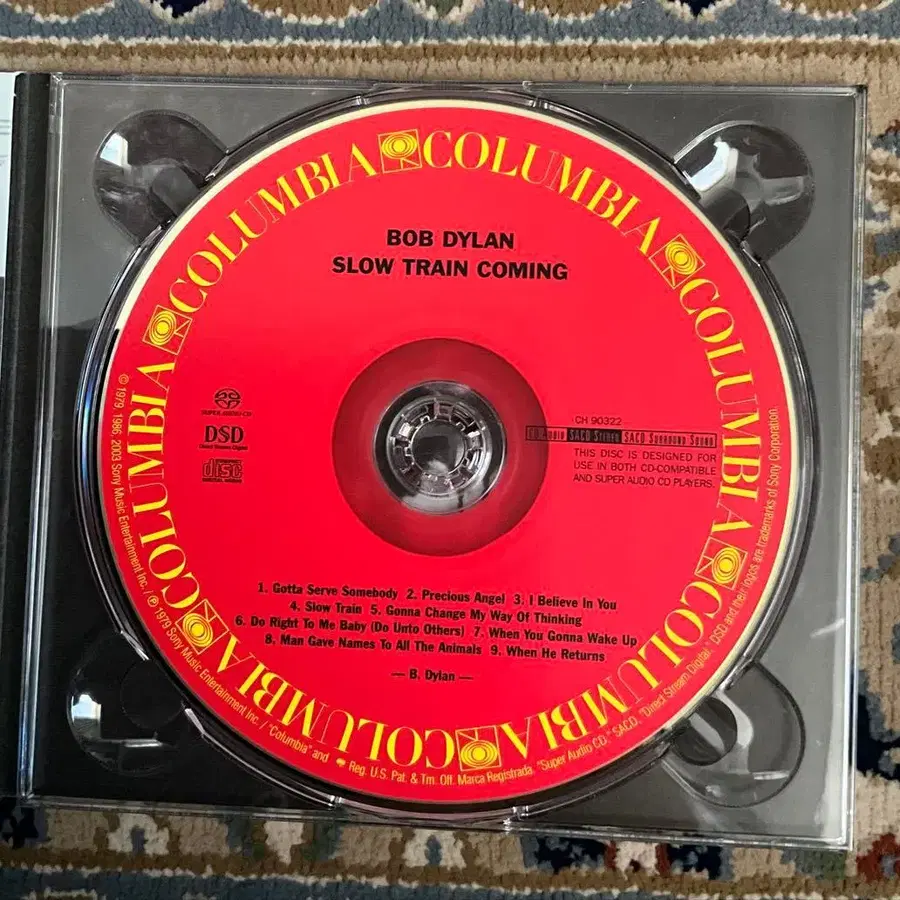 COLUMBIA COLUMBIA COLUMBIA COLUMBIA COLUMBIA COLUMBIA
BOB DYLAN
SLOW TRAIN COMING
SUPER AUDIO CD
DSD
Direct Stream Digital
disc
DIGITAL AUDIO
CH 90322
CD Audio SACD Stereo SACD Surround Sound
THIS DISC IS DESIGNED FOR
USE IN BOTH CD-COMPATIBLE
AND SUPER AUDIO CD PLAYERS.
1. Gotta Serve Somebody 2. Precious Angel 3. I Believe In You
4. Slow Train 5. Gonna Change My Way Of Thinking
6. Do Right To Me Baby (Do Unto Others) 7. When You Gonna Wake Up
8. Man Gave Names To All The Animals 9. When He Returns
— B. Dylan —
© 1979, 1986, 2003 Sony Music Entertainment Inc. / ℗ 1979 Sony Music Entertainment Inc. / "Columbia" and Reg. U.S. Pat. & Tm. Off. Marca Registrada. "Super Audio CD," SACD, "Direct Stream Digital," DSD and their logos are trademarks of Sony Corporation.